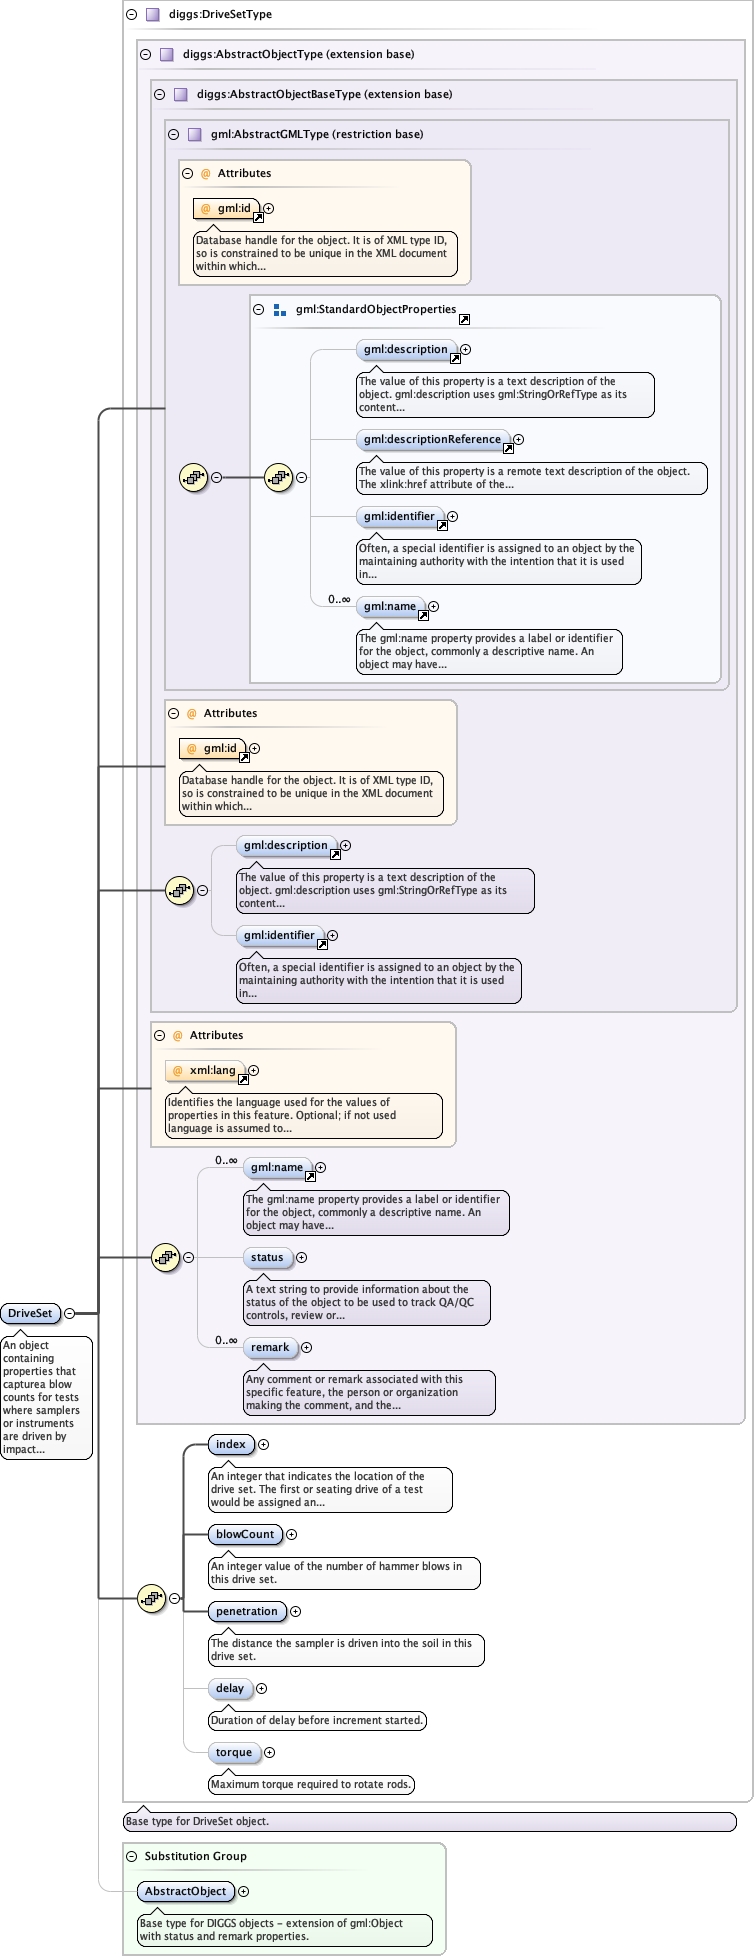 diggs:DriveSetType
diggs:AbstractObjectType (extension base)
diggs:AbstractObjectBaseType (extension base)
gml:AbstractGMLType (restriction base)
@ Attributes
@ gml:id
Database handle for the object. It is of XML type ID,
so is constrained to be unique in the XML document
within which...
gml:StandardObjectProperties
gml:description
The value of this property is a text description of the
object. gml:description uses gml:StringOrRefType as its
content...
gml:descriptionReference
The value of this property is a remote text description of the object.
The xlink:href attribute of the...
gml:identifier
Often, a special identifier is assigned to an object by the
maintaining authority with the intention that it is used
in...
0..∞
gml:name
The gml:name property provides a label or identifier
for the object, commonly a descriptive name. An
object may have...
@ Attributes
@ gml:id
Database handle for the object. It is of XML type ID,
so is constrained to be unique in the XML document
within which...
gml:description
The value of this property is a text description of the
object. gml:description uses gml:StringOrRefType as its
content...
gml:identifier
Often, a special identifier is assigned to an object by the
maintaining authority with the intention that it is used
in...
@ Attributes
@ xml:lang
Identifies the language used for the values of
properties in this feature. Optional; if not used
language is assumed to...
0..∞
gml:name
The gml:name property provides a label or identifier
for the object, commonly a descriptive name. An
object may have...
status
A text string to provide information about the
status of the object to be used to track QA/QC
controls, review or...
0..∞
remark
Any comment or remark associated with this
specific feature, the person or organization
making the comment, and the...
DriveSet
An object
containing
properties that
capturea blow
counts for tests
where samplers
or instruments
are driven by
impact...
index
An integer that indicates the location of the
drive set. The first or seating drive of a test
would be assigned an...
blowCount
An integer value of the number of hammer blows in
this drive set.
penetration
The distance the sampler is driven into the soil in this
drive set.
delay
Duration of delay before increment started.
torque
Maximum torque required to rotate rods.
Base type for DriveSet object.
Substitution Group
AbstractObject
Base type for DIGGS objects - extension of gml:Object
with status and remark properties.